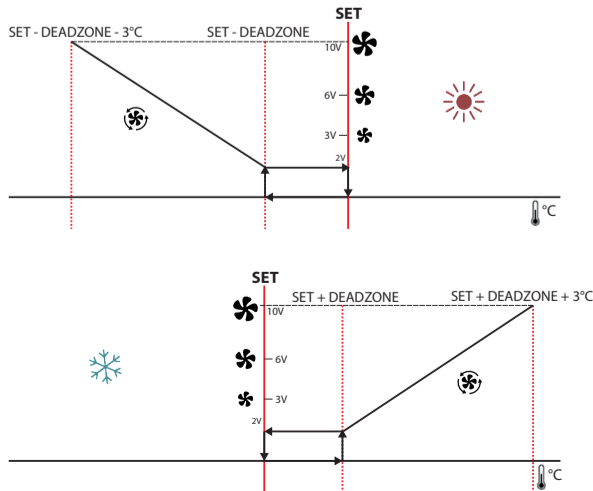 SET
SET - DEADZONE - 3°C
SET - DEADZONE
10V
6V
3V
2V
°C
SET
SET + DEADZONE
SET + DEADZONE + 3°C
10V
6V
3V
2V
°C